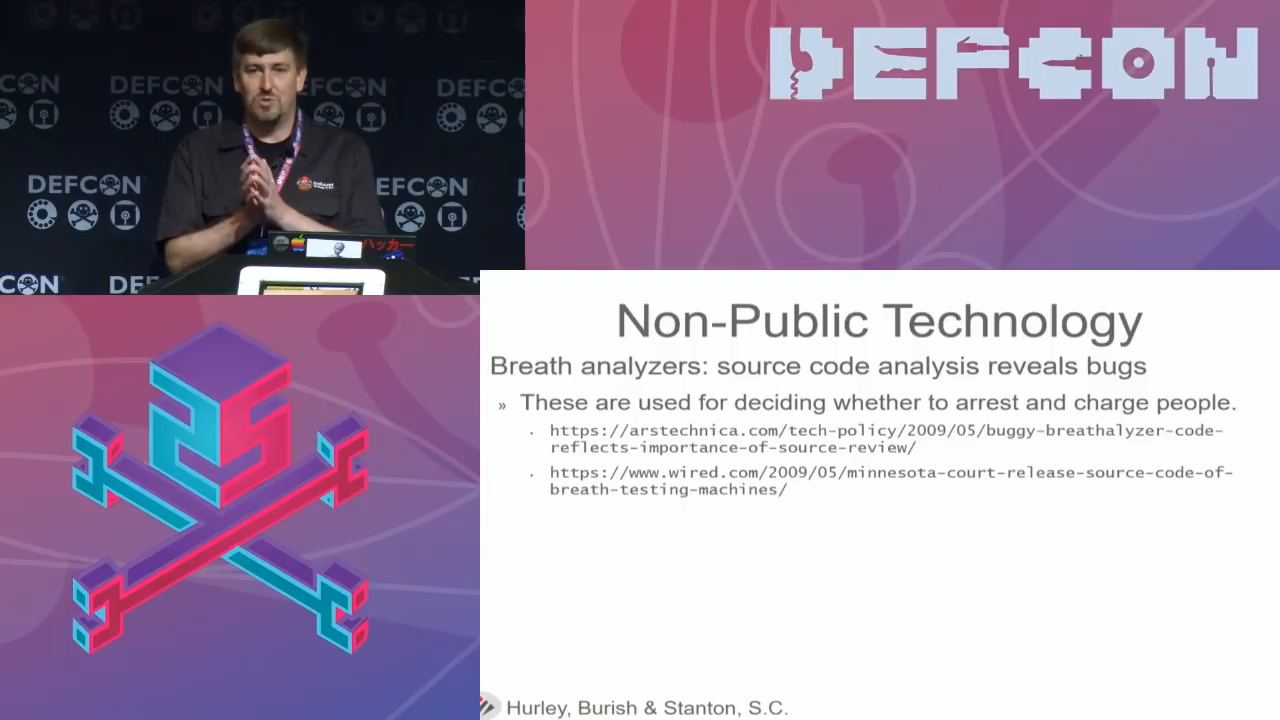 DEFCON
DEFCON
DEFCON
DEFCON
DEFCON
EFCON
DEF
ハッカー
DEFCON
Non-Public Technology
Breath analyzers: source code analysis reveals bugs
» These are used for deciding whether to arrest and charge people.
· https://arstechnica.com/tech-policy/2009/05/buggy-breathalyzer-code-
reflects-importance-of-source-review/
· https://www.wired.com/2009/05/minnesota-court-release-source-code-of-
breath-testing-machines/
Hurley, Burish & Stanton, S.C.